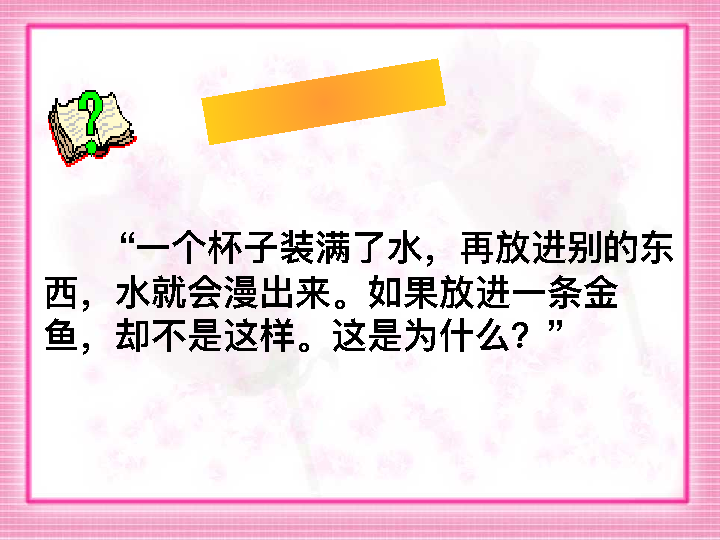 “一个杯子装满了水，再放进别的东
西，水就会漫出来。如果放进一条金
鱼，却不是这样。这是为什么？”